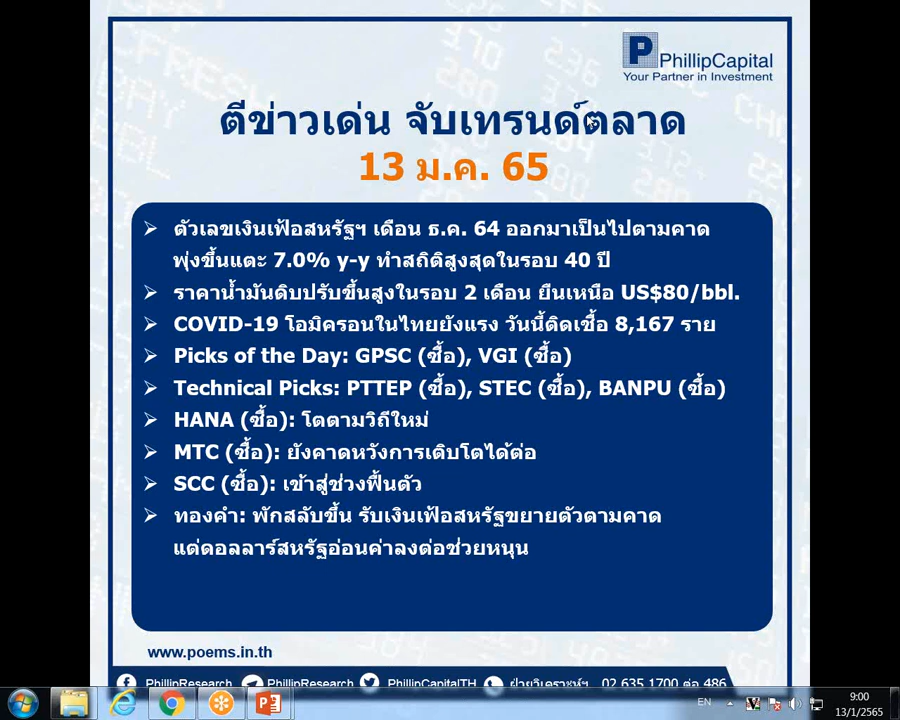 PhillipCapital
Your Partner in Investment
ตีข่าวเด่น จับเทรนด์ตลาด
13 ม.ค. 65
ตัวเลขเงินเฟ้อสหรัฐฯ เดือน ธ.ค. 64 ออกมาเป็นไปตามคาด
พุ่งขึ้นแตะ 7.0% y-y ทำสถิติสูงสุดในรอบ 40 ปี
ราคาน้ำมันดิบปรับขึ้นสูงในรอบ 2 เดือน ยืนเหนือ US$80/bbl.
COVID-19 โอมิครอนในไทยยังแรง วันนี้ติดเชื้อ 8,167 ราย
Picks of the Day: GPSC (ซื้อ), VGI (ซื้อ)
Technical Picks: PTTEP (ซื้อ), STEC (ซื้อ), BANPU (ซื้อ)
HANA (ซื้อ): โตตามวิถีใหม่
MTC (ซื้อ): ยังคาดหวังการเติบโตได้ต่อ
SCC (ซื้อ): เข้าสู่ช่วงฟื้นตัว
ทองคำ: พักสลับขึ้น รับเงินเฟ้อสหรัฐขยายตัวตามคาด
แต่ดอลลาร์สหรัฐอ่อนค่าลงต่อช่วยหนุน
www.poems.in.th
PhillipResearch PhillipResearch PhillipCapitalTH ฝ่ายวิเคราะห์ฯ 02 635 1700 ต่อ 486
EN 9:00
13/1/2565